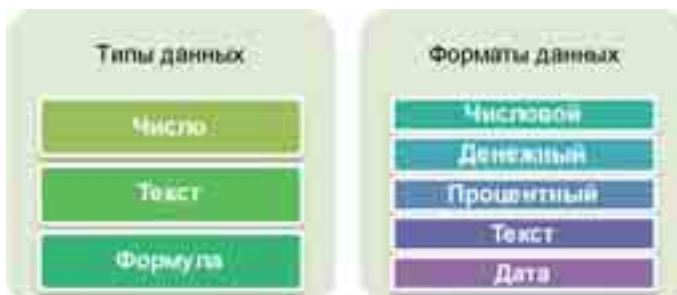 Типы данных
Число
Текст
Формула
Форматы данных
Числовой
Денежный
Процентный
Текст
Дата